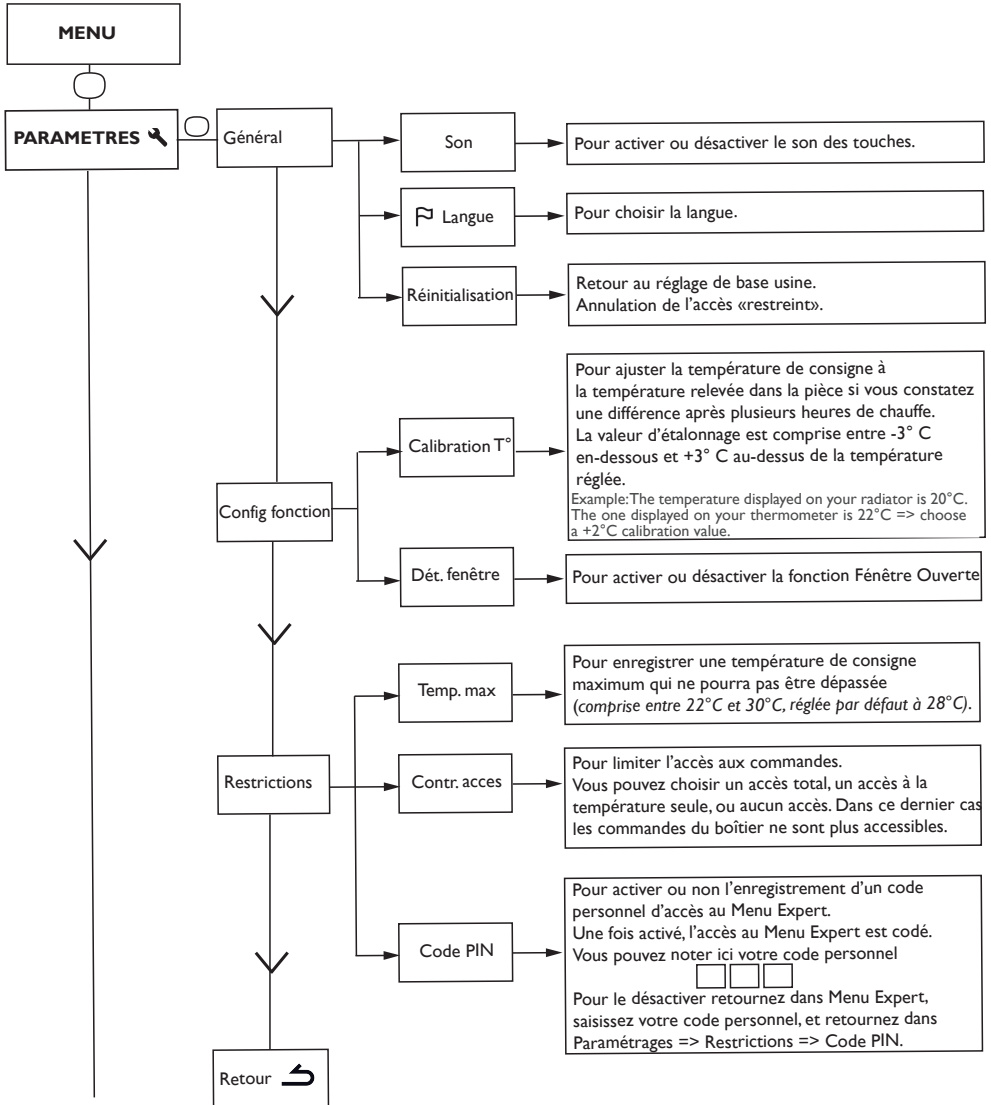 MENU
PARAMETRES
Général
Son
Pour activer ou désactiver le son des touches.
Langue
Pour choisir la langue.
Réinitialisation
Retour au réglage de base usine.
Annulation de l'accès «restreint».
Config fonction
Calibration T°
Pour ajuster la température de consigne à
la température relevée dans la pièce si vous constatez
une différence après plusieurs heures de chauffe.
La valeur d'étalonnage est comprise entre -3° C
en-dessous et +3° C au-dessus de la température
réglée.
Example: The temperature displayed on your radiator is 20°C.
The one displayed on your thermometer is 22°C => choose
a +2°C calibration value.
Dét. fenêtre
Pour activer ou désactiver la fonction Fénêtre Ouverte
Restrictions
Temp. max
Pour enregistrer une température de consigne
maximum qui ne pourra pas être dépassée
(comprise entre 22°C et 30°C, réglée par défaut à 28°C).
Contr. acces
Pour limiter l'accès aux commandes.
Vous pouvez choisir un accès total, un accès à la
température seule, ou aucun accès. Dans ce dernier cas
les commandes du boîtier ne sont plus accessibles.
Code PIN
Pour activer ou non l'enregistrement d'un code
personnel d'accès au Menu Expert.
Une fois activé, l'accès au Menu Expert est codé.
Vous pouvez noter ici votre code personnel
Pour le désactiver retournez dans Menu Expert,
saisissez votre code personnel, et retournez dans
Paramétrages => Restrictions => Code PIN.
Retour